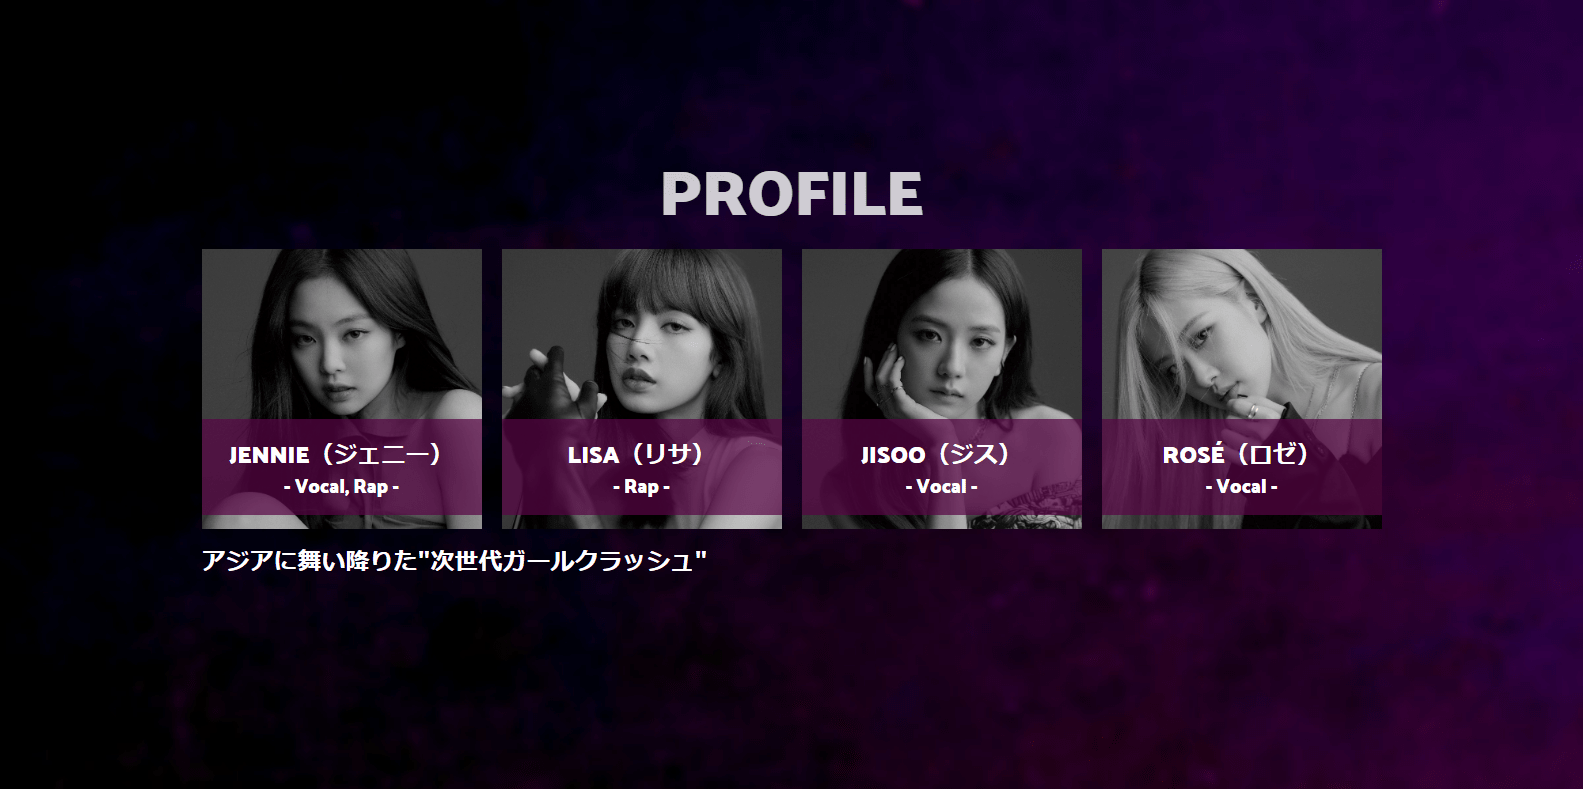 PROFILE
JENNIE（ジェニー）
- Vocal, Rap -
LISA（リサ）
- Rap -
JISOO（ジス）
- Vocal -
ROSÉ（ロゼ）
- Vocal -
アジアに舞い降りた"次世代ガールクラッシュ"